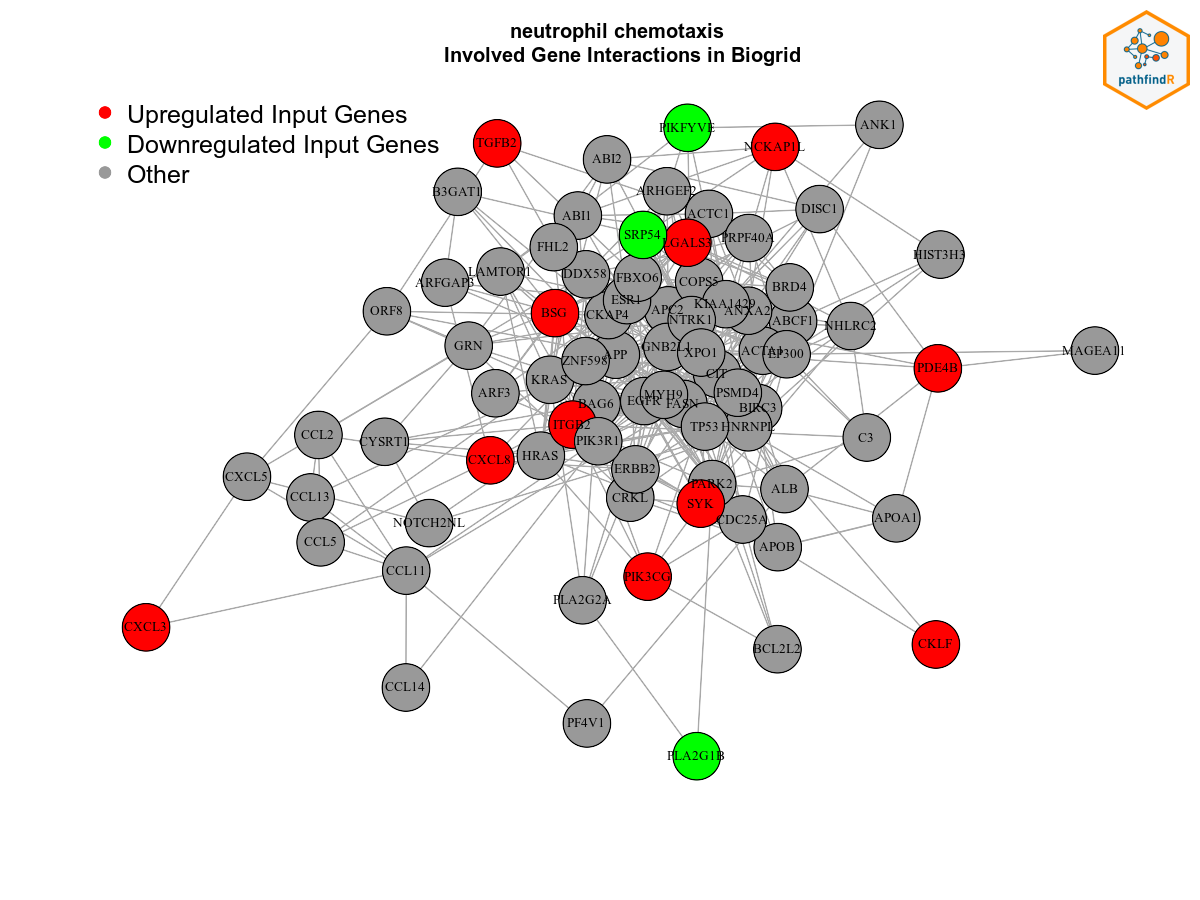 neutrophil chemotaxis
Involved Gene Interactions in Biogrid
pathfindR
Upregulated Input Genes
Downregulated Input Genes
Other
PIKFYVE
ANK1
TGFB2
NCKAP1L
ABI2
B3GAT1
ARHGEF2
ABI1
ACTC1
DISC1
SRP54
LGALS3
PRPF40A
FHL2
HIST3H3
LAMTOR1
DDX58
FBXO6
COPS5
ARFGAP3
BRD4
ESR1
KIAA1429
ORF8
BSG
CKAP4
APC2
NTRK1
ANXA2
ABCF1
NHLRC2
GRN
ZNF598
APP
GNB2L1
XPO1
ACTA1
EP300
MAGEA11
PDE4B
KRAS
CIT
ARF3
BAG6
EGFR
MYH9
FASN
PSMD4
BIRC3
CCL2
CYSRT1
ITGB2
PIK3R1
TP53
HNRNPL
C3
CXCL8
HRAS
ERBB2
CXCL5
CCL13
CRKL
PARK2
ALB
SYK
NOTCH2NL
CDC25A
APOA1
CCL5
APOB
CCL11
PIK3CG
PLA2G2A
CXCL3
BCL2L2
CKLF
CCL14
PF4V1
PLA2G1B